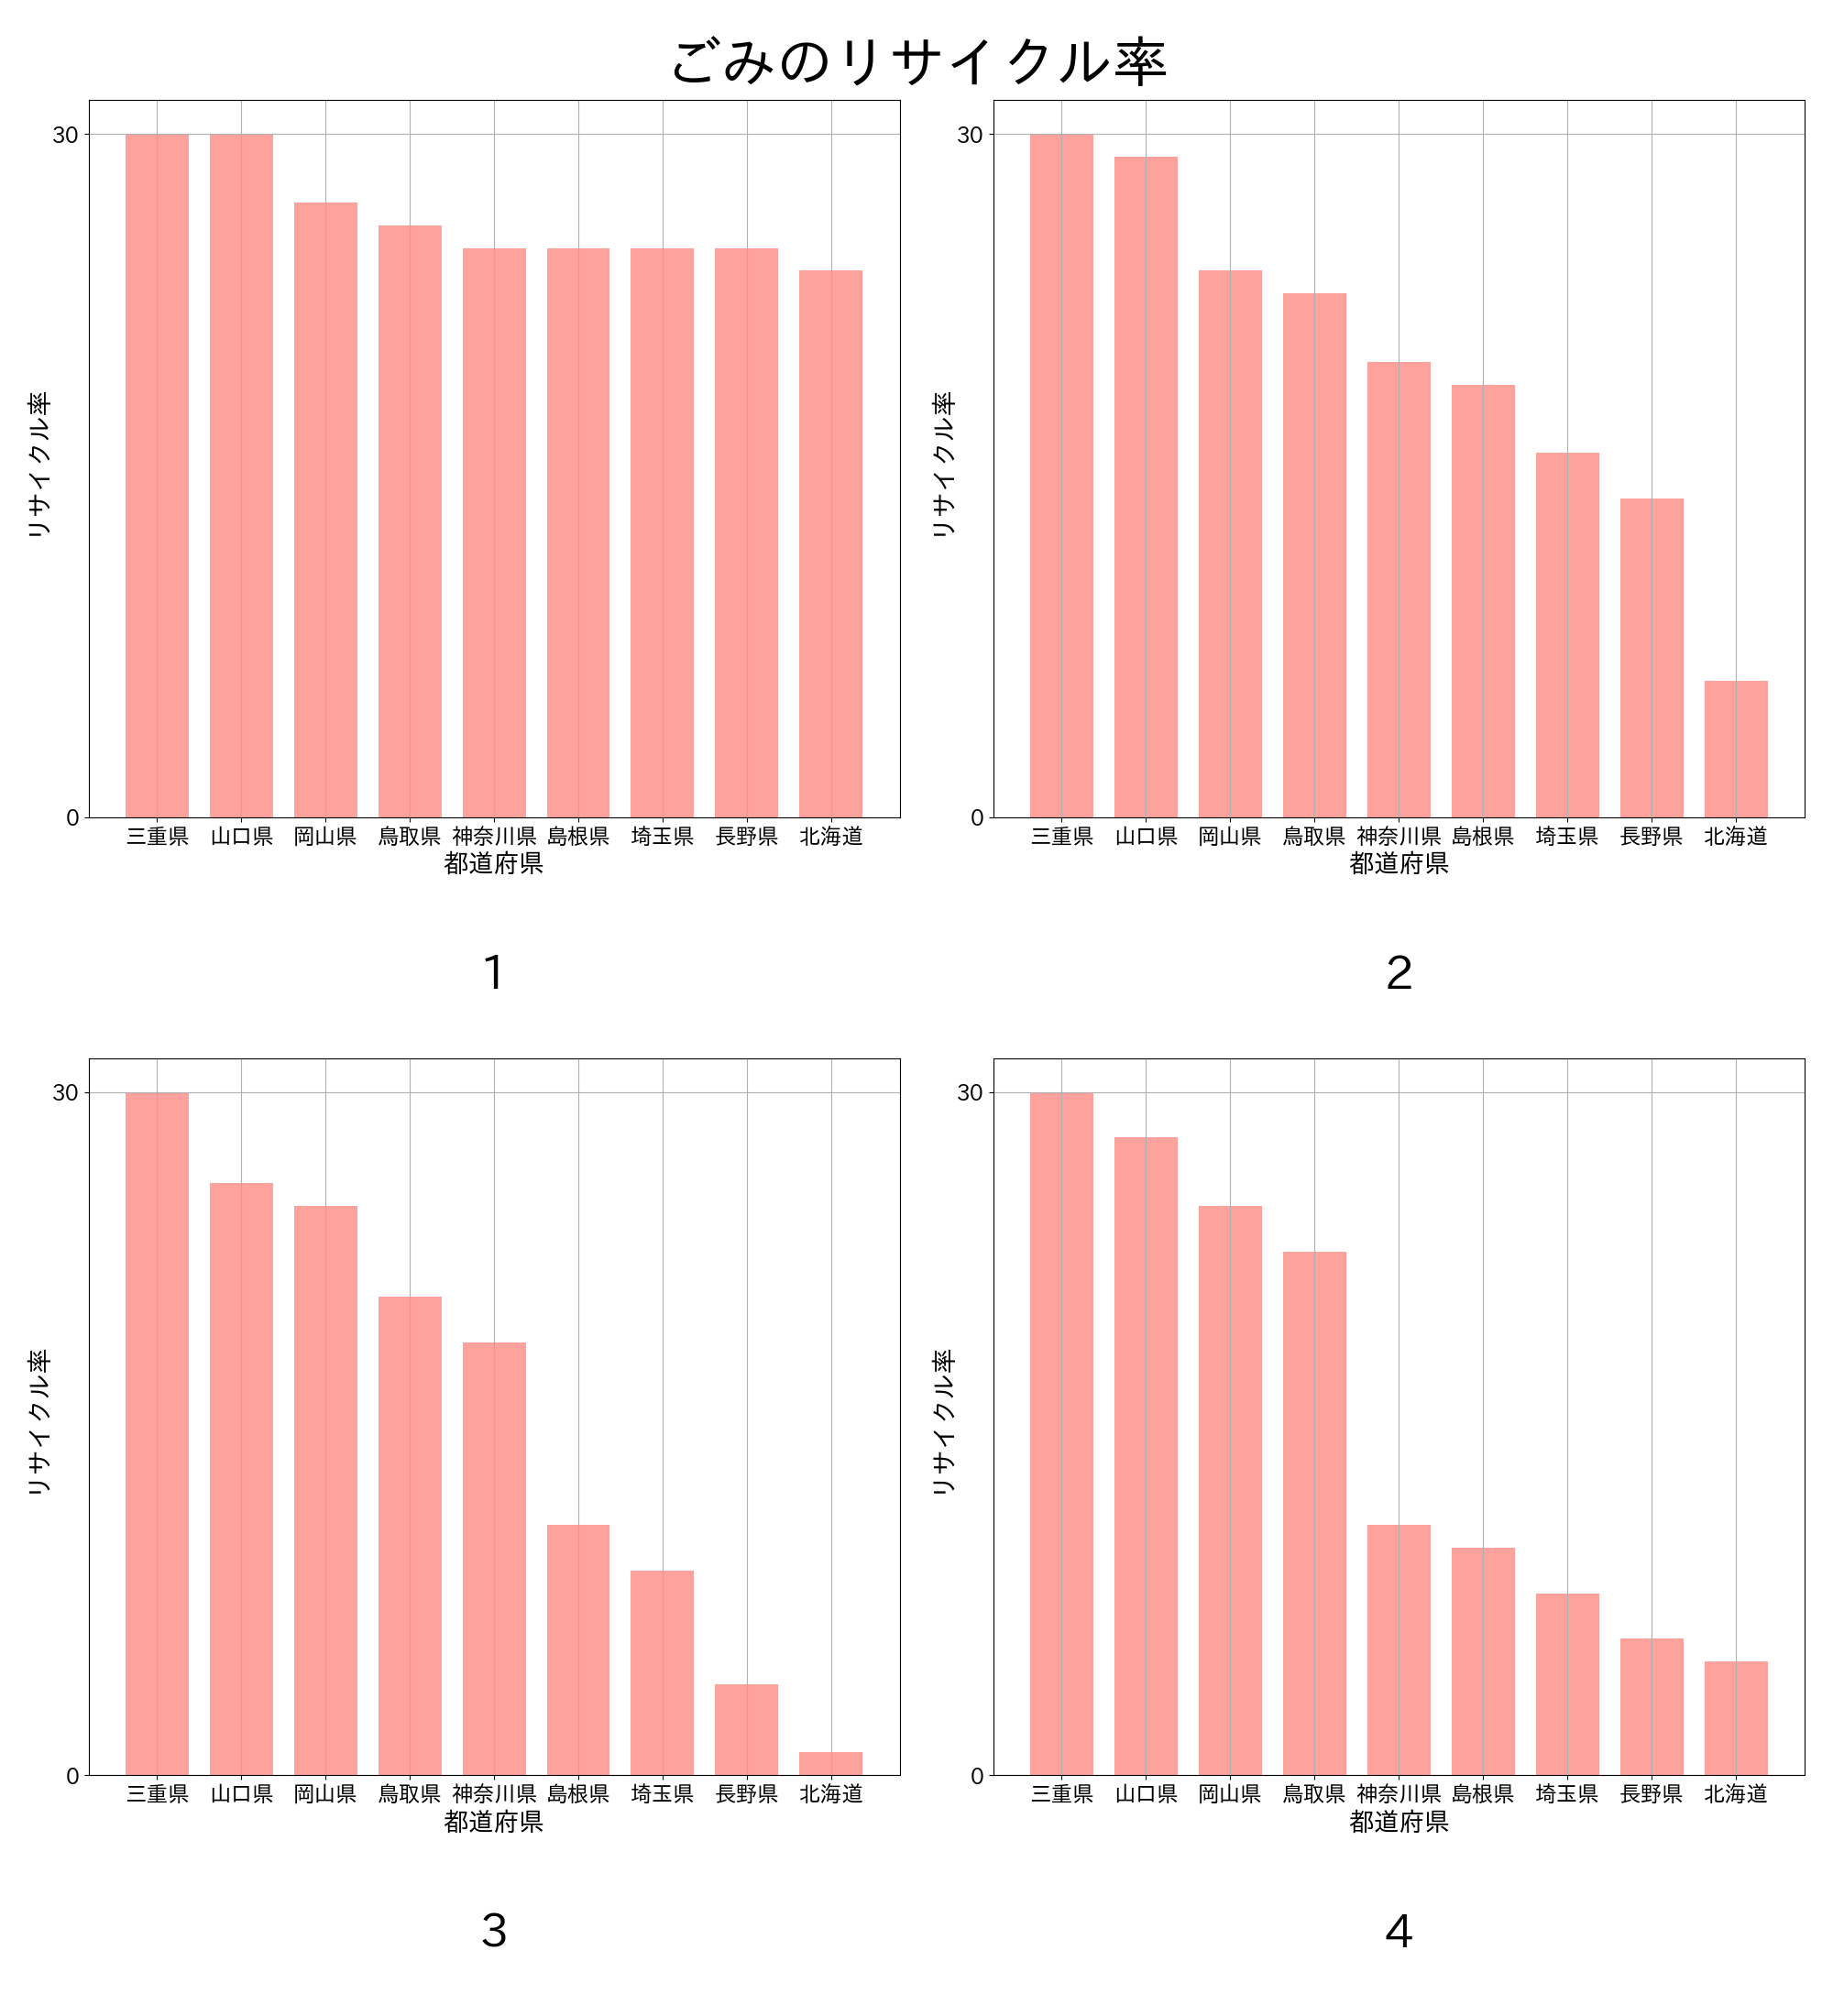 ごみのリサイクル率
30
0
リサイクル率
三重県 山口県 岡山県 鳥取県 神奈川県 島根県 埼玉県 長野県 北海道
都道府県
1
30
0
リサイクル率
三重県 山口県 岡山県 鳥取県 神奈川県 島根県 埼玉県 長野県 北海道
都道府県
2
30
0
リサイクル率
三重県 山口県 岡山県 鳥取県 神奈川県 島根県 埼玉県 長野県 北海道
都道府県
3
30
0
リサイクル率
三重県 山口県 岡山県 鳥取県 神奈川県 島根県 埼玉県 長野県 北海道
都道府県
4